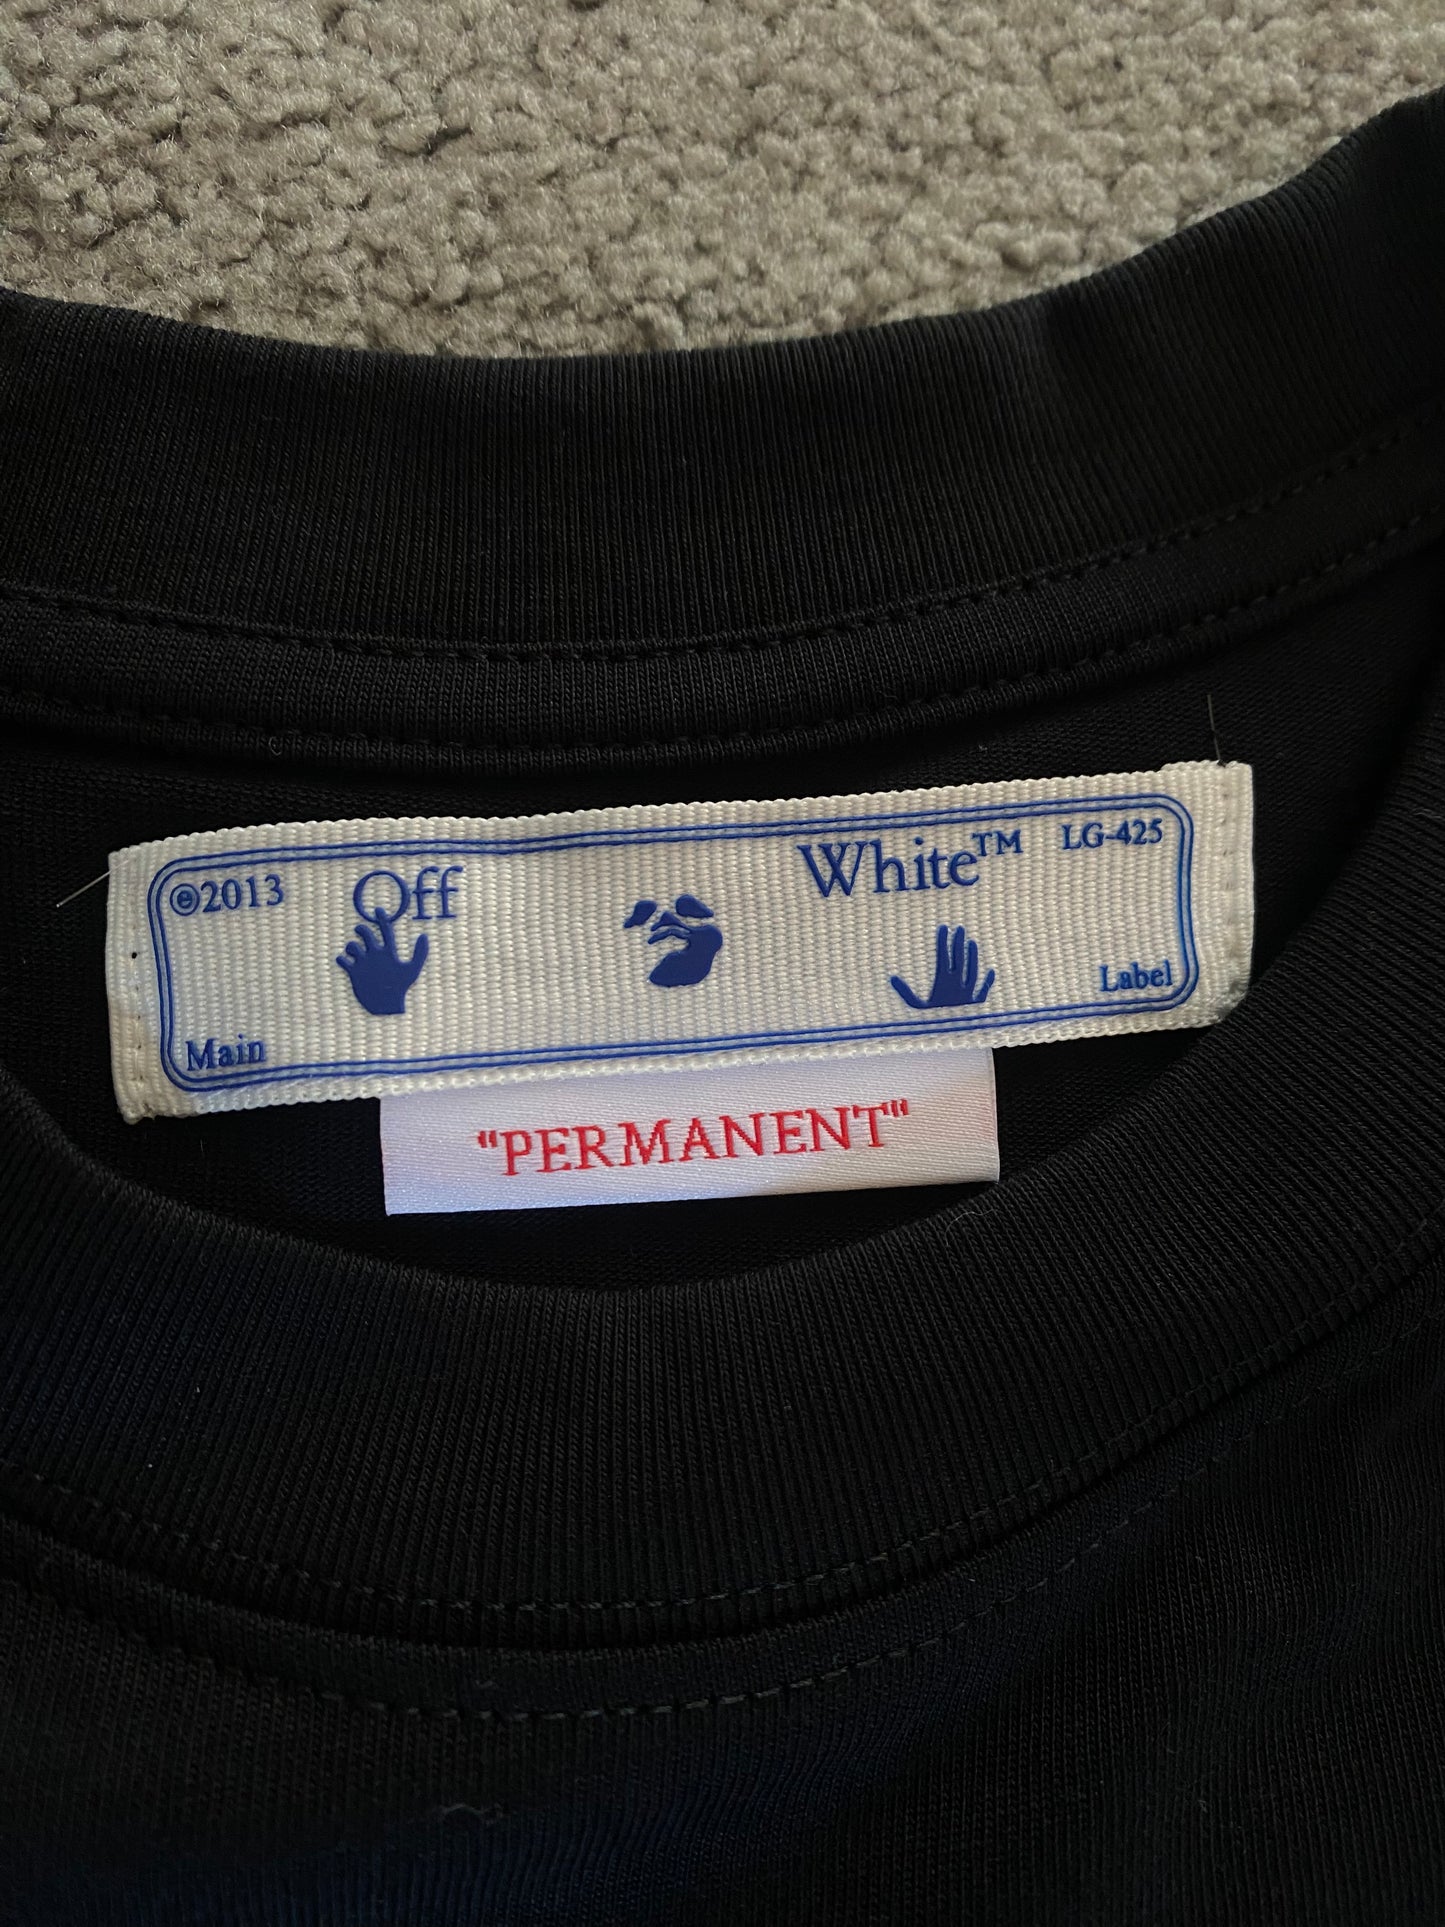 ©2013 Off White™ LG-425
Main Label
"PERMANENT"